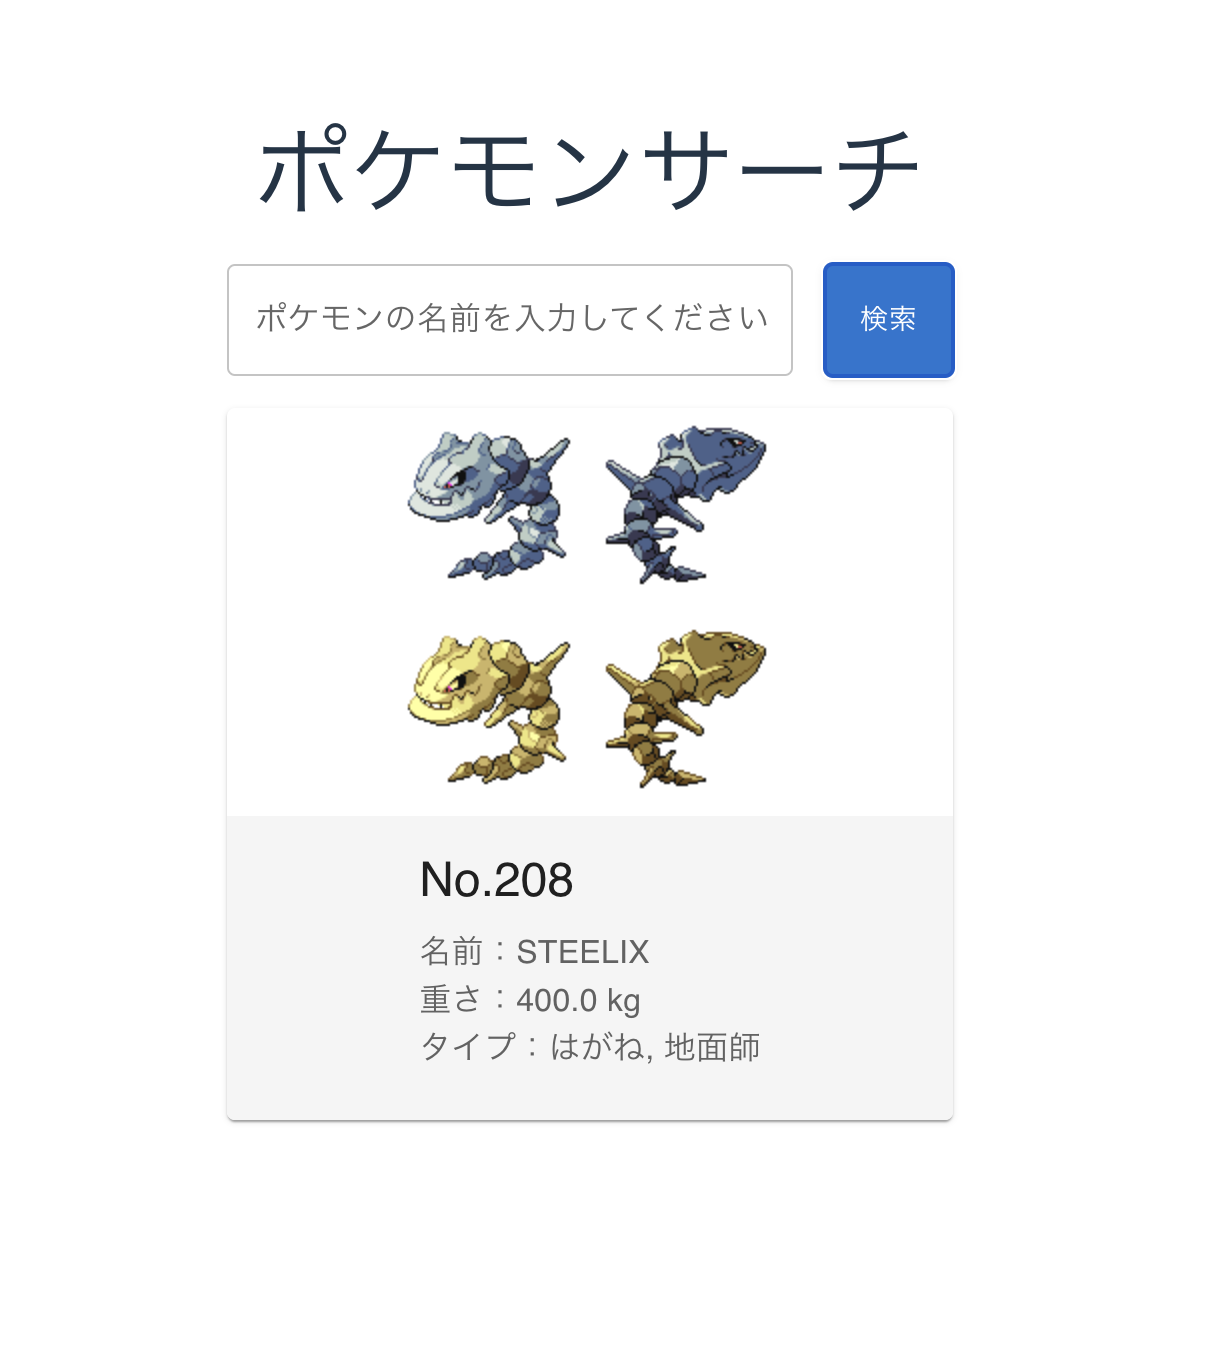 ポケモンサーチ
ポケモンの名前を入力してください
検索
No.208
名前：STEELIX
重さ：400.0 kg
タイプ：はがね, 地面師